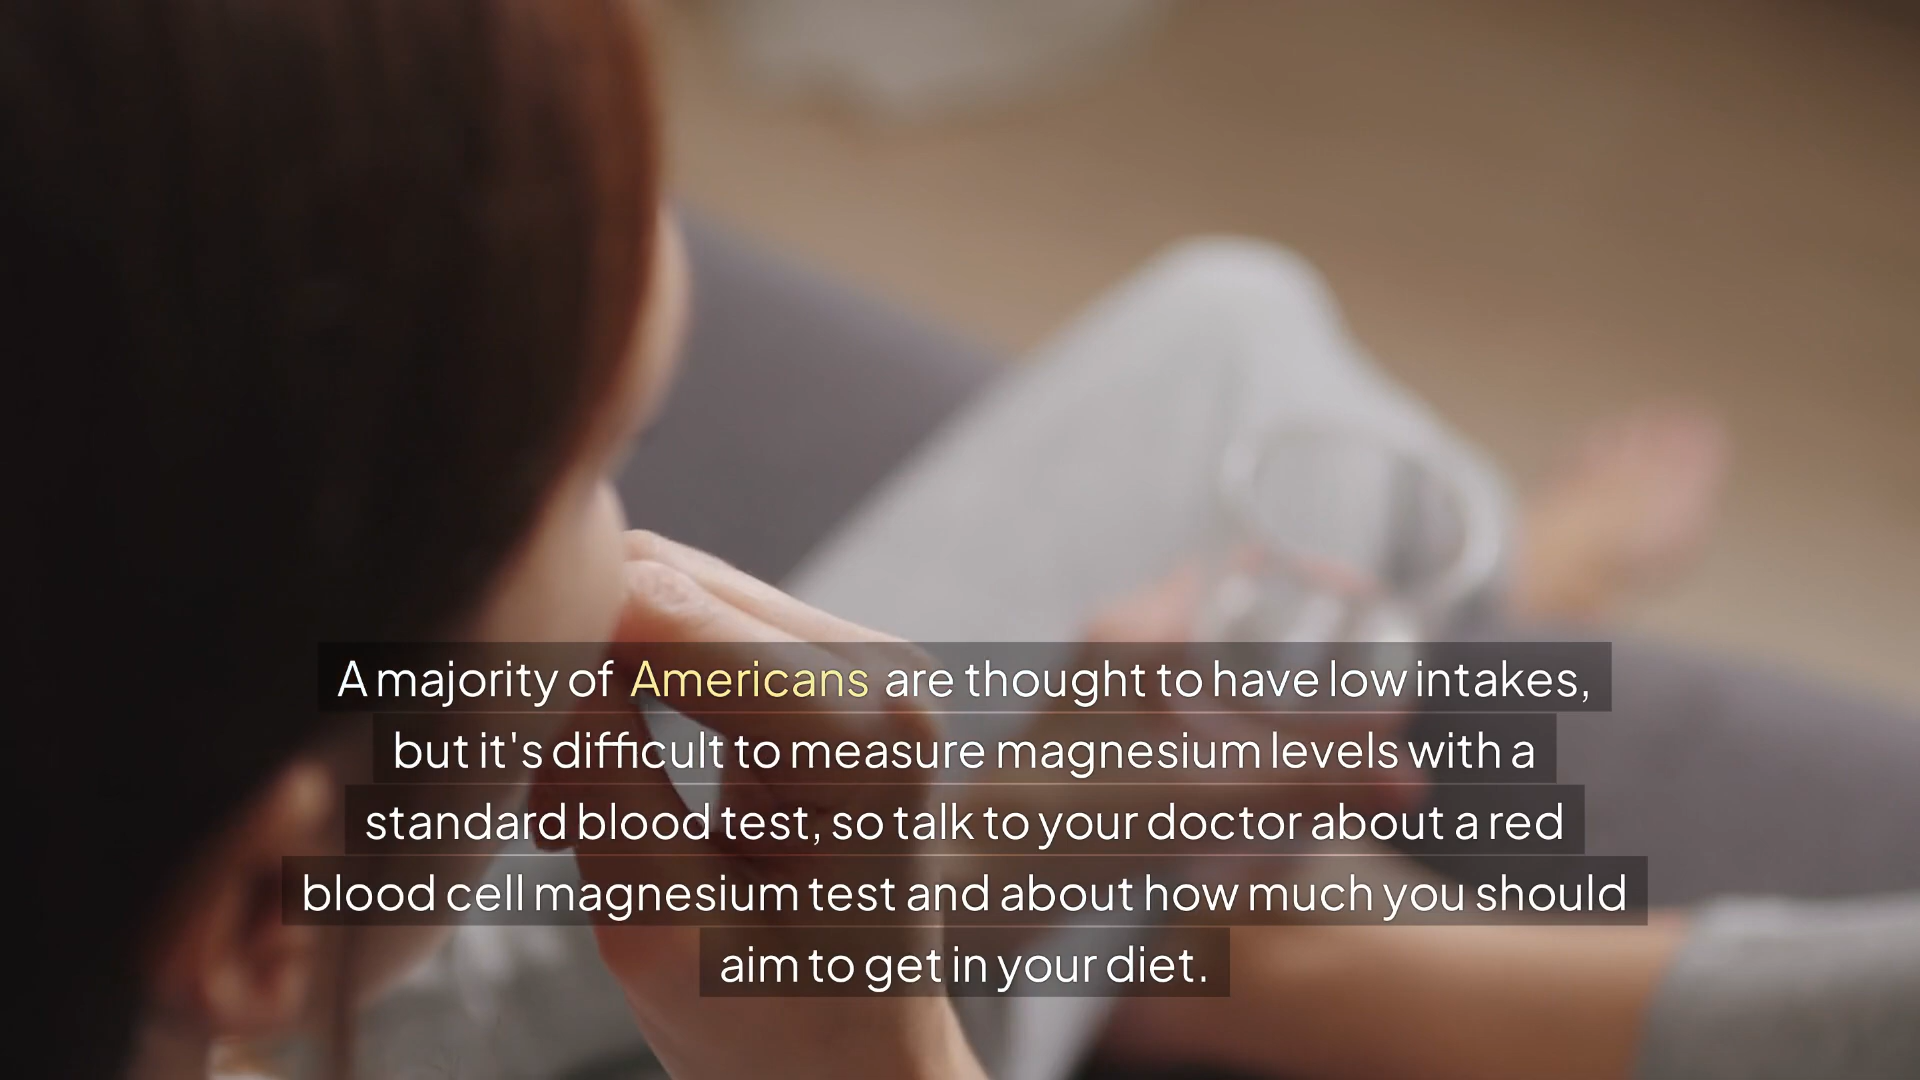 A majority of Americans are thought to have low intakes,
but it's difficult to measure magnesium levels with a
standard blood test, so talk to your doctor about a red
blood cell magnesium test and about how much you should
aim to get in your diet.